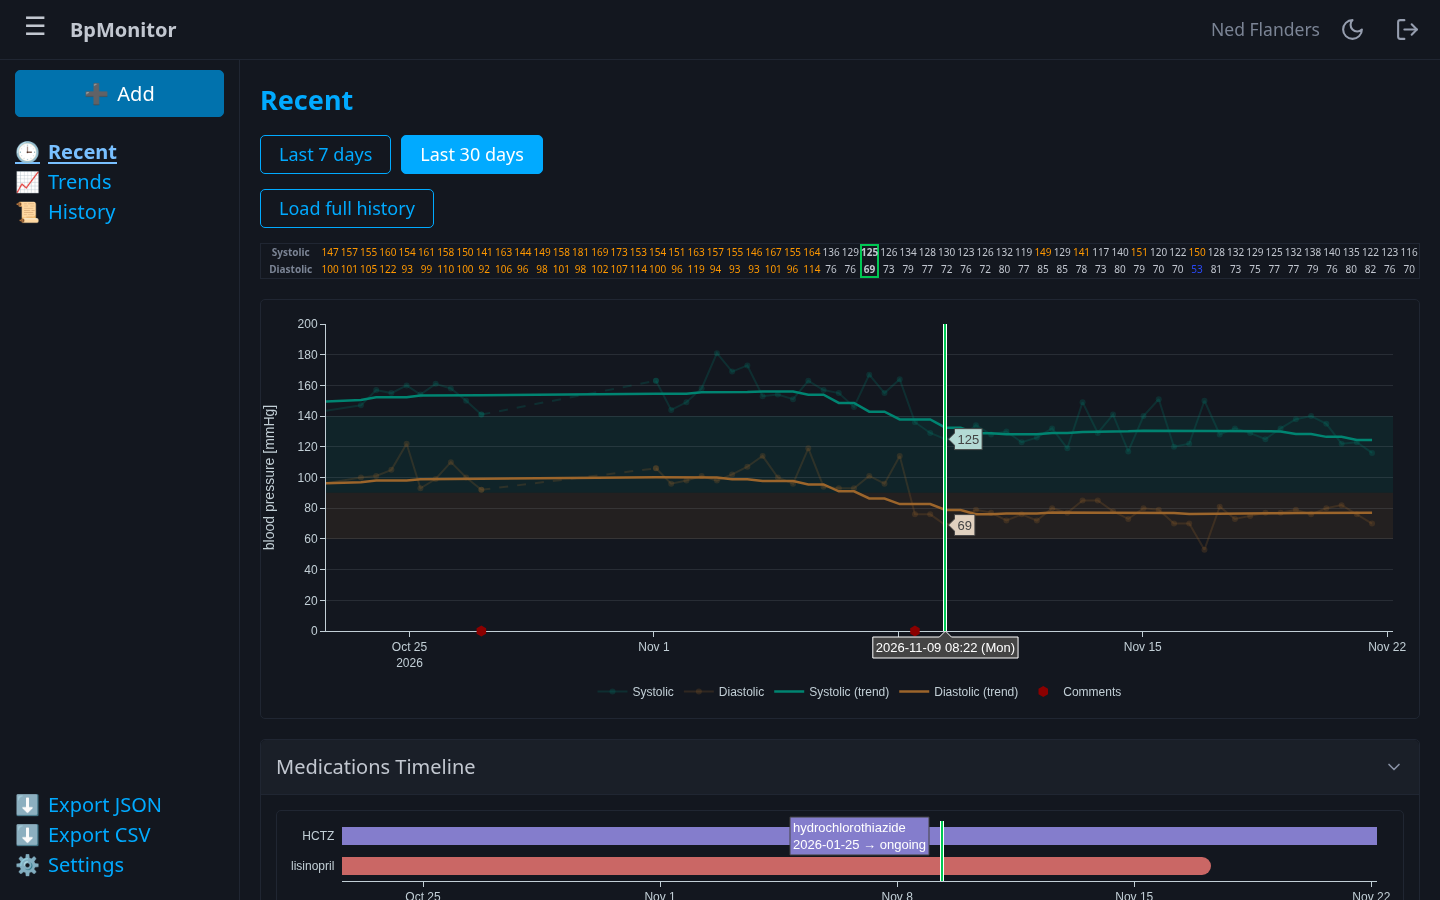 ☰ BpMonitor Ned Flanders
➕ Add
🕒 Recent
📈 Trends
📜 History
⬇️ Export JSON
⬇️ Export CSV
⚙️ Settings
Recent
Last 7 days Last 30 days
Load full history
Systolic 147 157 155 160 154 161 158 150 141 163 144 149 158 181 169 173 153 154 151 163 157 155 146 167 155 164 136 129 125 126 134 128 130 123 126 132 119 149 129 141 117 140 151 120 122 150 128 132 129 125 132 138 140 135 122 123 116
Diastolic 100 101 105 122 93 99 110 100 92 106 96 98 101 98 102 107 114 100 96 119 94 93 93 101 96 114 76 76 69 73 79 77 72 76 72 80 77 85 85 78 73 80 79 70 70 53 81 73 75 77 77 79 76 80 82 76 70
blood pressure [mmHg]
200
180
160
140
120
100
80
60
40
20
0
125
69
Oct 25 Nov 1 2026-11-09 08:22 (Mon) Nov 15 Nov 22
2026
Systolic Diastolic Systolic (trend) Diastolic (trend) Comments
Medications Timeline
HCTZ
hydrochlorothiazide
2026-01-25 → ongoing
lisinopril
Oct 25 Nov 1 Nov 8 Nov 15 Nov 22